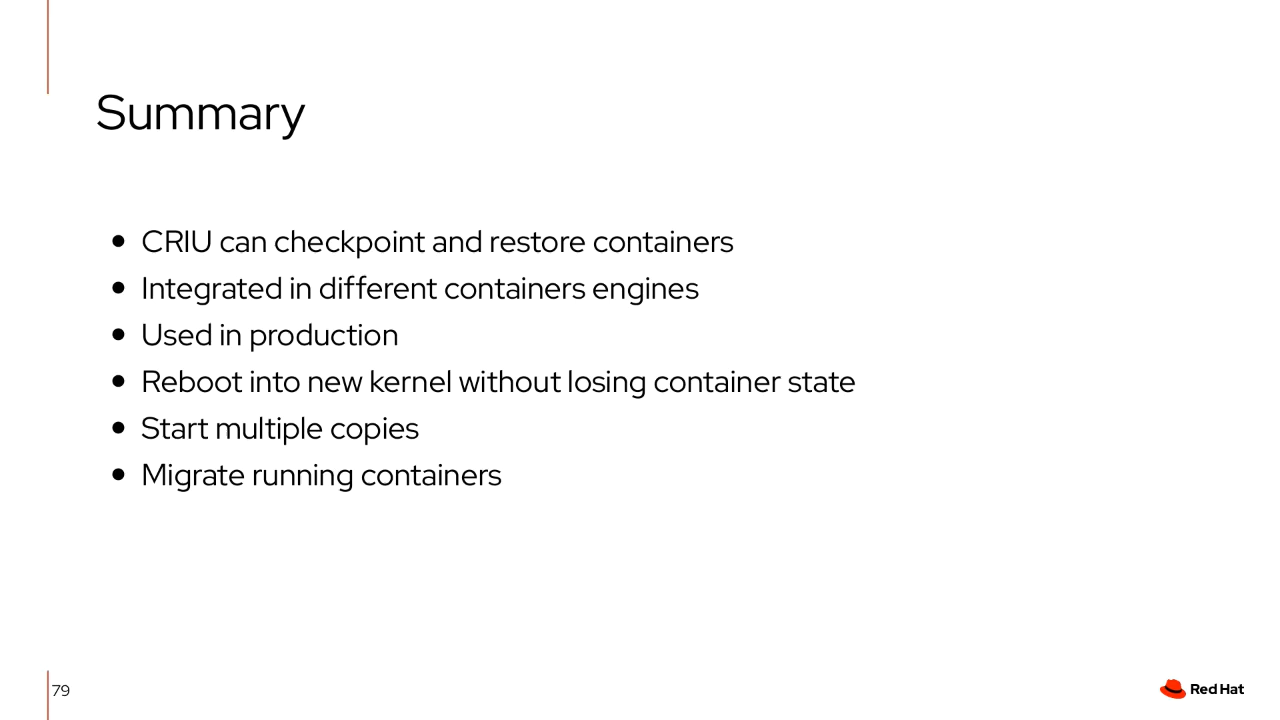 Summary
• CRIU can checkpoint and restore containers
• Integrated in different containers engines
• Used in production
• Reboot into new kernel without losing container state
• Start multiple copies
• Migrate running containers
79
Red Hat